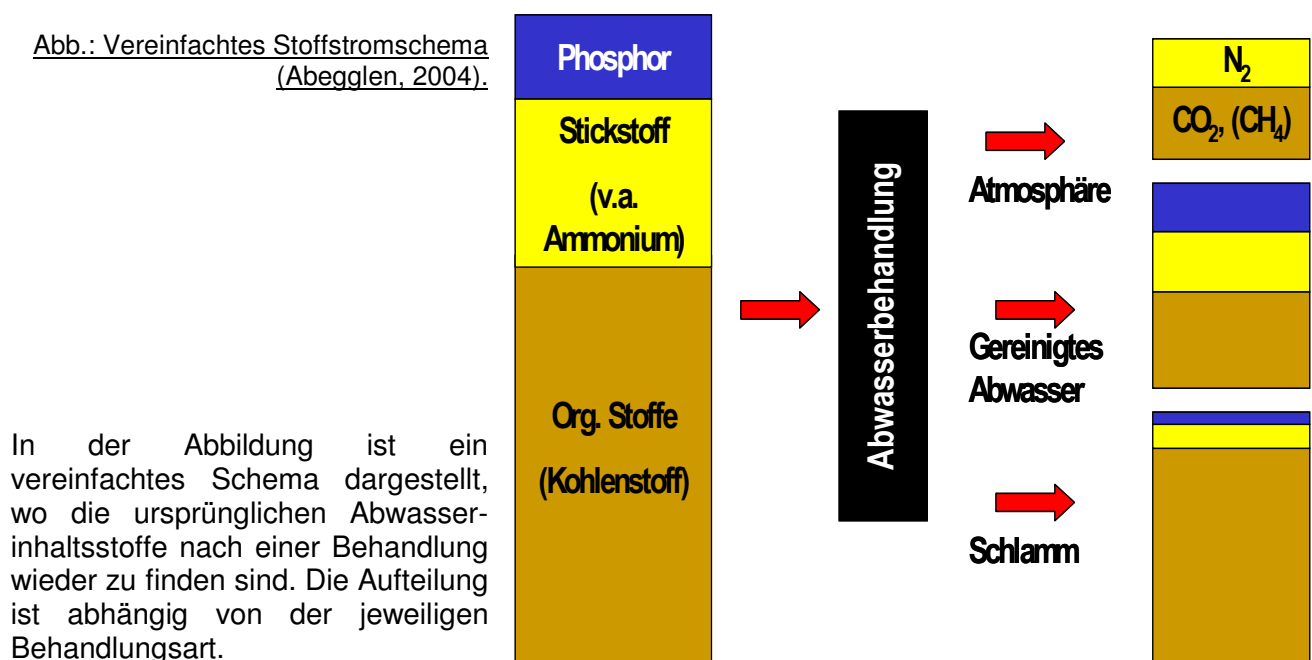 Abb.: Vereinfachtes Stoffstromschema
(Abegglen, 2004).
In der Abbildung ist ein
vereinfachtes Schema dargestellt,
wo die ursprünglichen Abwasser-
inhaltsstoffe nach einer Behandlung
wieder zu finden sind. Die Aufteilung
ist abhängig von der jeweiligen
Behandlungsart.
Phosphor
Stickstoff
(v.a.
Ammonium)
Org. Stoffe
(Kohlenstoff)
Abwasserbehandlung
Atmosphäre
Gereinigtes
Abwasser
Schlamm
N₂
CO₂, (CH₄)